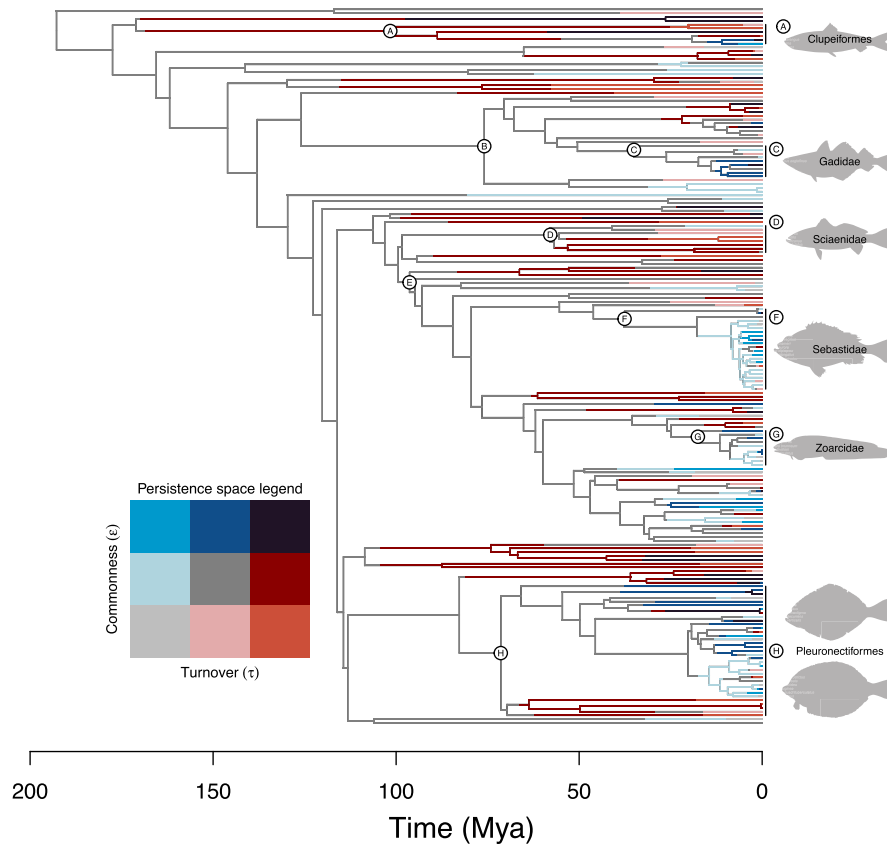 A
A
Clupeiformes
B
C
C
Gadidae
D
D
Sciaenidae
E
F
F
Sebastidae
G
G
Zoarcidae
Persistence space legend
Commonness (ε)
Turnover (τ)
H
H
Pleuronectiformes
200
150
100
50
0
Time (Mya)